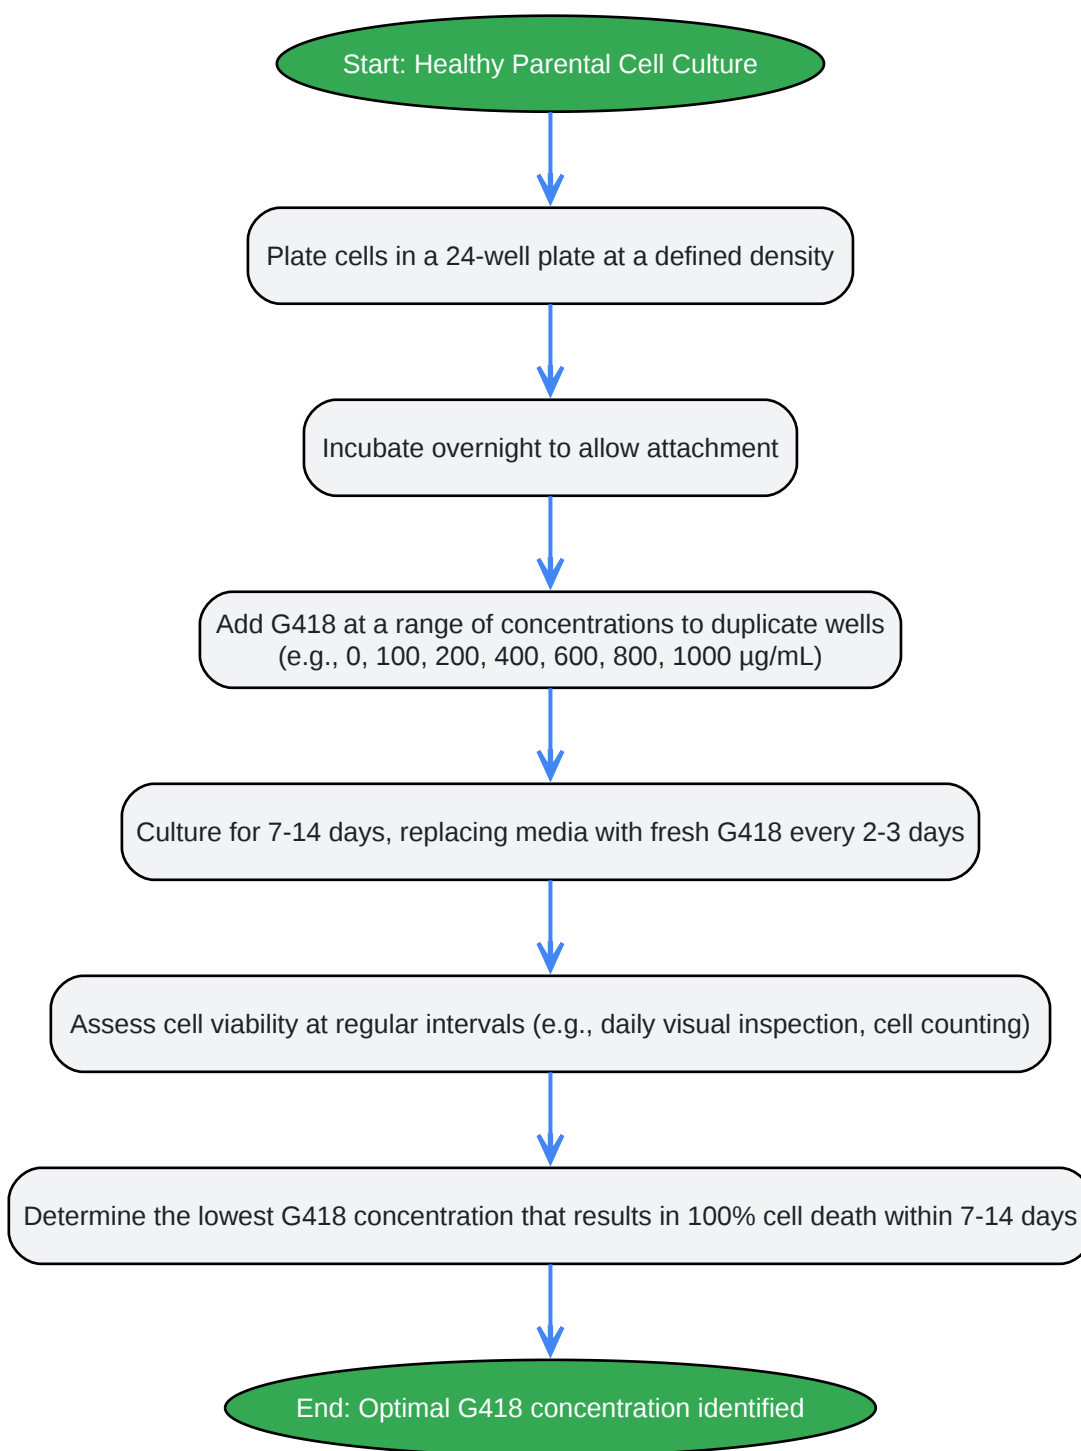 Start: Healthy Parental Cell Culture
Plate cells in a 24-well plate at a defined density
Incubate overnight to allow attachment
Add G418 at a range of concentrations to duplicate wells
(e.g., 0, 100, 200, 400, 600, 800, 1000 µg/mL)
Culture for 7-14 days, replacing media with fresh G418 every 2-3 days
Assess cell viability at regular intervals (e.g., daily visual inspection, cell counting)
Determine the lowest G418 concentration that results in 100% cell death within 7-14 days
End: Optimal G418 concentration identified